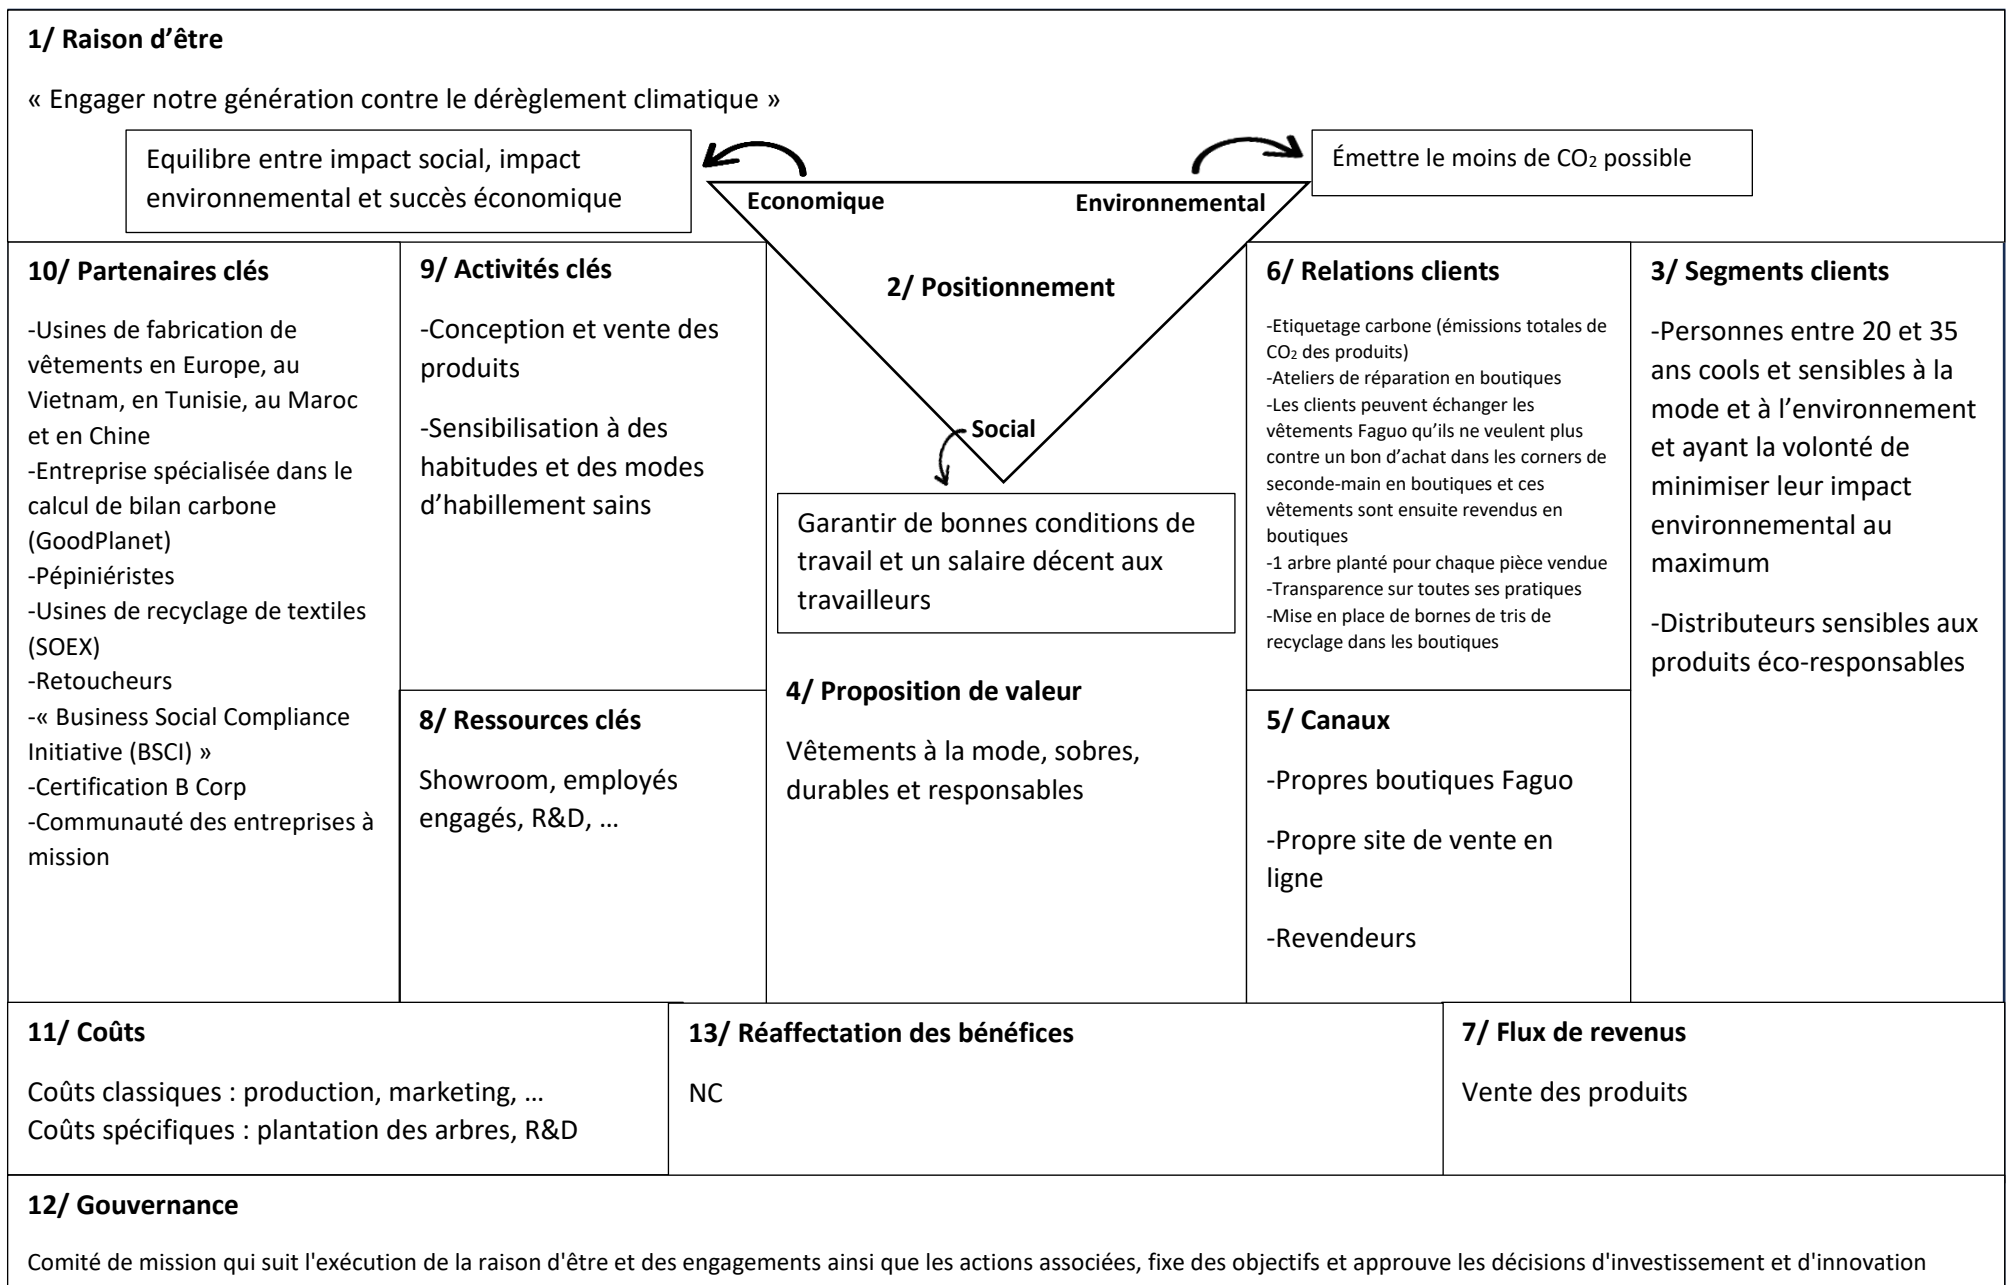 1/ Raison d’être
« Engager notre génération contre le dérèglement climatique »
Equilibre entre impact social, impact
environnemental et succès économique
Émettre le moins de CO₂ possible
Economique
Environnemental
2/ Positionnement
Social
Garantir de bonnes conditions de
travail et un salaire décent aux
travailleurs
10/ Partenaires clés
-Usines de fabrication de
vêtements en Europe, au
Vietnam, en Tunisie, au Maroc
et en Chine
-Entreprise spécialisée dans le
calcul de bilan carbone
(GoodPlanet)
-Pépiniéristes
-Usines de recyclage de textiles
(SOEX)
-Retoucheurs
-« Business Social Compliance
Initiative (BSCI) »
-Certification B Corp
-Communauté des entreprises à
mission
9/ Activités clés
-Conception et vente des
produits
-Sensibilisation à des
habitudes et des modes
d’habillement sains
8/ Ressources clés
Showroom, employés
engagés, R&D, …
4/ Proposition de valeur
Vêtements à la mode, sobres,
durables et responsables
6/ Relations clients
-Etiquetage carbone (émissions totales de
CO₂ des produits)
-Ateliers de réparation en boutiques
-Les clients peuvent échanger les
vêtements Faguo qu’ils ne veulent plus
contre un bon d’achat dans les corners de
seconde-main en boutiques et ces
vêtements sont ensuite revendus en
boutiques
-1 arbre planté pour chaque pièce vendue
-Transparence sur toutes ses pratiques
-Mise en place de bornes de tris de
recyclage dans les boutiques
5/ Canaux
-Propres boutiques Faguo
-Propre site de vente en
ligne
-Revendeurs
3/ Segments clients
-Personnes entre 20 et 35
ans cools et sensibles à la
mode et à l’environnement
et ayant la volonté de
minimiser leur impact
environnemental au
maximum
-Distributeurs sensibles aux
produits éco-responsables
11/ Coûts
Coûts classiques : production, marketing, …
Coûts spécifiques : plantation des arbres, R&D
13/ Réaffectation des bénéfices
NC
7/ Flux de revenus
Vente des produits
12/ Gouvernance
Comité de mission qui suit l'exécution de la raison d'être et des engagements ainsi que les actions associées, fixe des objectifs et approuve les décisions d'investissement et d'innovation